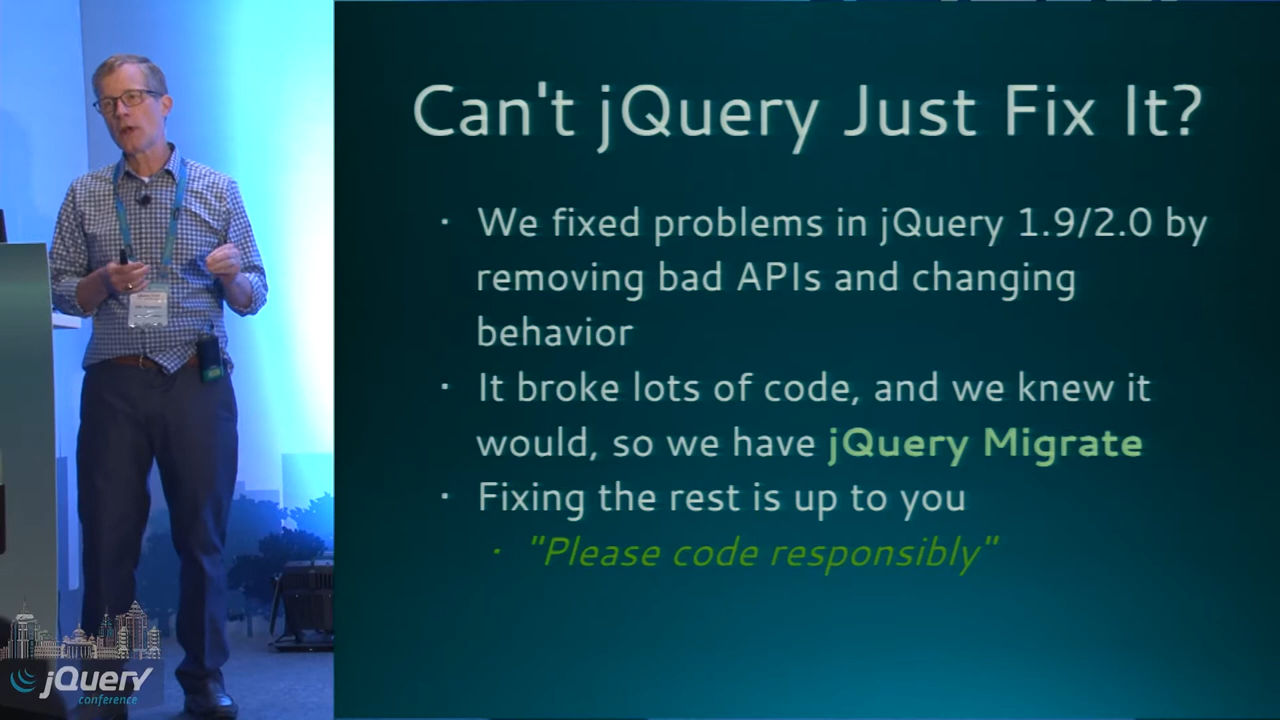 Can't jQuery Just Fix It?
· We fixed problems in jQuery 1.9/2.0 by
removing bad APIs and changing
behavior
· It broke lots of code, and we knew it
would, so we have jQuery Migrate
· Fixing the rest is up to you
· "Please code responsibly"
jQuery
conference